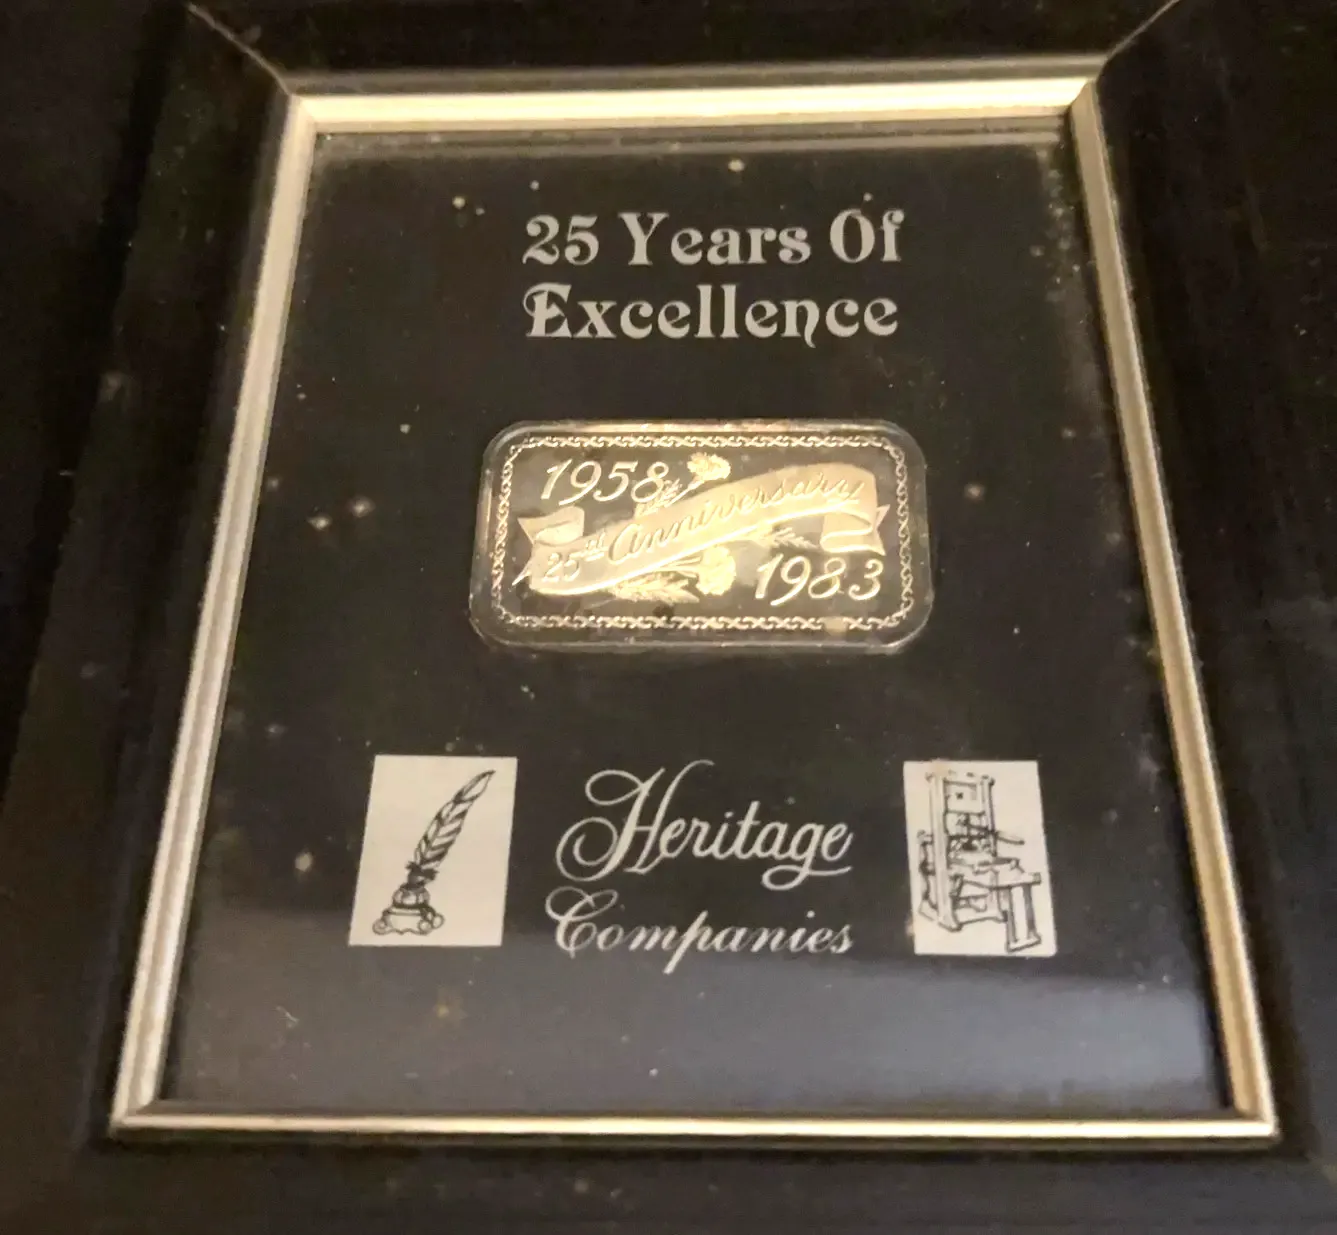 25 Years Of
Excellence
1958
25th Anniversary
1983
Heritage
Companies